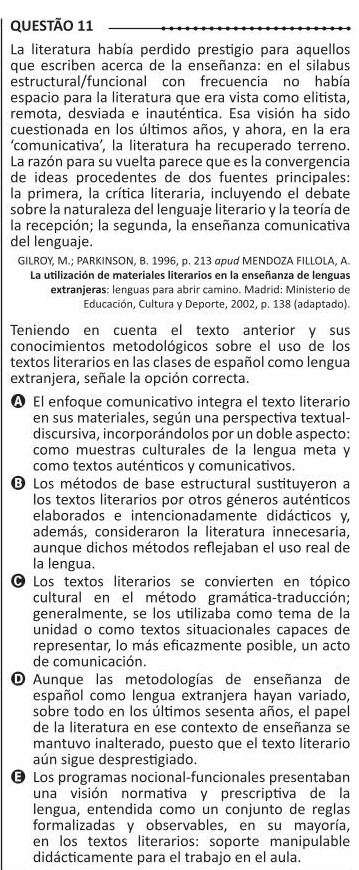 QUESTÃO 11
La literatura había perdido prestigio para aquellos
que escriben acerca de la enseñanza: en el silabus
estructural/funcional con frecuencia no había
espacio para la literatura que era vista como elitista,
remota, desviada e inauténtica. Esa visión ha sido
cuestionada en los últimos años, y ahora, en la era
‘comunicativa’, la literatura ha recuperado terreno.
La razón para su vuelta parece que es la convergencia
de ideas procedentes de dos fuentes principales:
la primera, la crítica literaria, incluyendo el debate
sobre la naturaleza del lenguaje literario y la teoría de
la recepción; la segunda, la enseñanza comunicativa
del lenguaje.
GILROY, M.; PARKINSON, B. 1996, p. 213 apud MENDOZA FILLOLA, A.
La utilización de materiales literarios en la enseñanza de lenguas
extranjeras: lenguas para abrir camino. Madrid: Ministerio de
Educación, Cultura y Deporte, 2002, p. 138 (adaptado).
Teniendo en cuenta el texto anterior y sus
conocimientos metodológicos sobre el uso de los
textos literarios en las clases de español como lengua
extranjera, señale la opción correcta.
A El enfoque comunicativo integra el texto literario
en sus materiales, según una perspectiva textual-
discursiva, incorporándolos por un doble aspecto:
como muestras culturales de la lengua meta y
como textos auténticos y comunicativos.
B Los métodos de base estructural sustituyeron a
los textos literarios por otros géneros auténticos
elaborados e intencionadamente didácticos y,
además, consideraron la literatura innecesaria,
aunque dichos métodos reflejaban el uso real de
la lengua.
C Los textos literarios se convierten en tópico
cultural en el método gramática-traducción;
generalmente, se los utilizaba como tema de la
unidad o como textos situacionales capaces de
representar, lo más eficazmente posible, un acto
de comunicación.
D Aunque las metodologías de enseñanza de
español como lengua extranjera hayan variado,
sobre todo en los últimos sesenta años, el papel
de la literatura en ese contexto de enseñanza se
mantuvo inalterado, puesto que el texto literario
aún sigue desprestigiado.
E Los programas nocional-funcionales presentaban
una visión normativa y prescriptiva de la
lengua, entendida como un conjunto de reglas
formalizadas y observables, en su mayoría,
en los textos literarios: soporte manipulable
didácticamente para el trabajo en el aula.